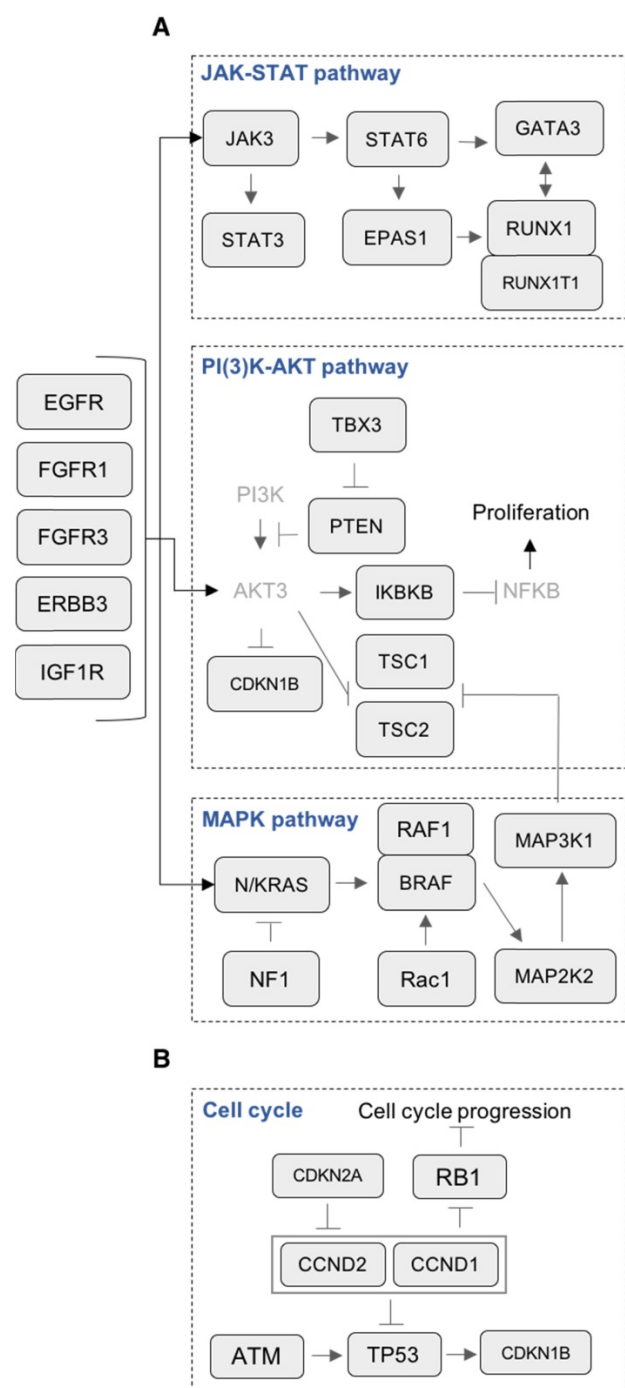 A
JAK-STAT pathway
JAK3
STAT6
GATA3
STAT3
EPAS1
RUNX1
RUNX1T1
EGFR
FGFR1
FGFR3
ERBB3
IGF1R
PI(3)K-AKT pathway
TBX3
PI3K
PTEN
Proliferation
AKT3
IKBKB
NFKB
CDKN1B
TSC1
TSC2
MAPK pathway
RAF1
MAP3K1
N/KRAS
BRAF
NF1
Rac1
MAP2K2
B
Cell cycle
Cell cycle progression
CDKN2A
RB1
CCND2
CCND1
ATM
TP53
CDKN1B